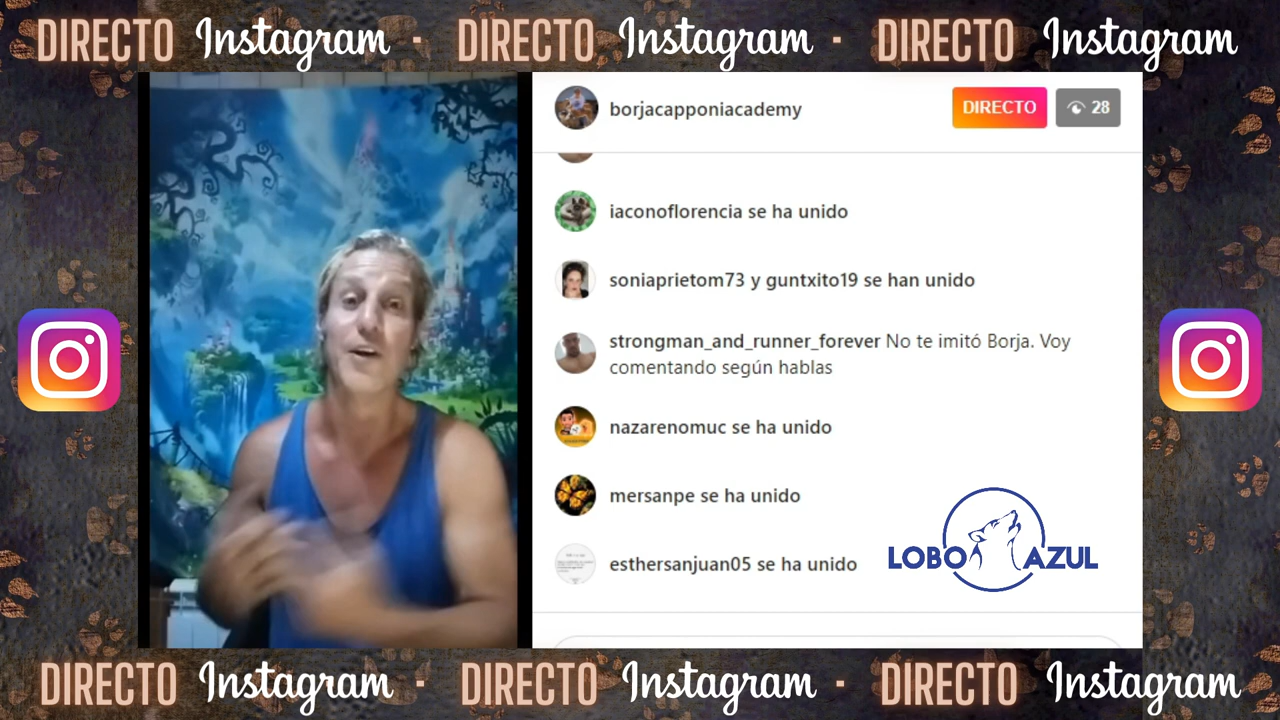 DIRECTO Instagram · DIRECTO Instagram · DIRECTO Instagram
borjacapponiacademy
DIRECTO
28
iaconoflorencia se ha unido
soniaprietom73 y guntxito19 se han unido
strongman_and_runner_forever No te imitó Borja. Voy
comentando según hablas
nazarenomuc se ha unido
mersanpe se ha unido
esthersanjuan05 se ha unido
LOBO AZUL
DIRECTO Instagram · DIRECTO Instagram · DIRECTO Instagram